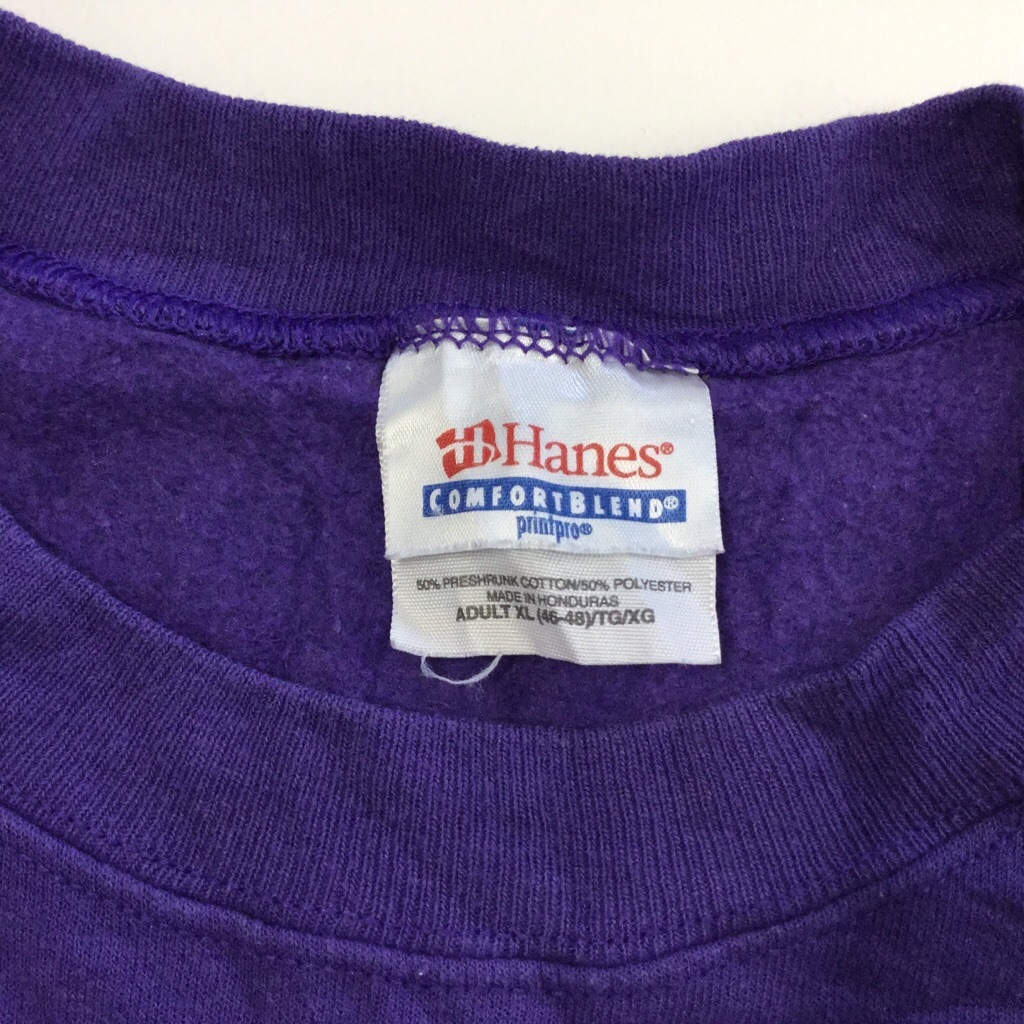 Hanes®
COMFORTBLEND®
printpro®
50% PRESHRUNK COTTON/50% POLYESTER
MADE IN HONDURAS
ADULT XL (46-48)/TG/XG